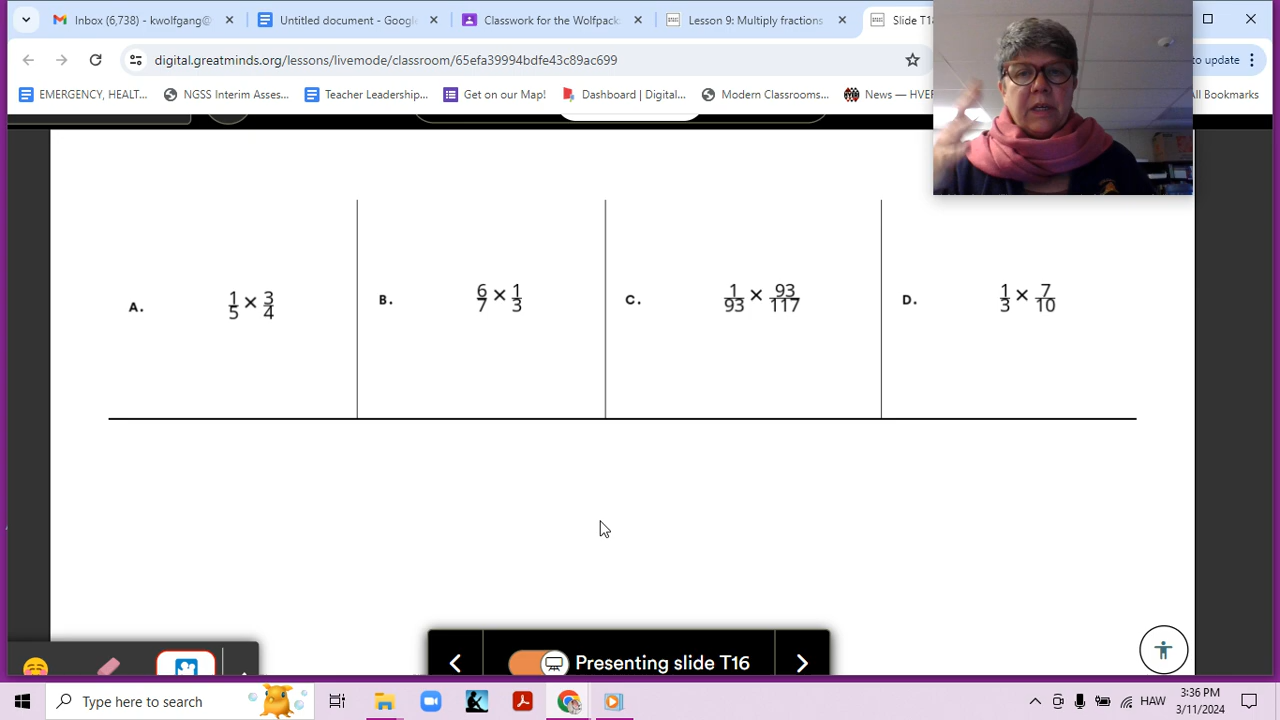 Inbox (6,738) - kwolfgang@
Untitled document - Google
Classwork for the Wolfpack
Lesson 9: Multiply fractions
Slide T1
digital.greatminds.org/lessons/livemode/classroom/65efa39994bdfe43c89ac699
to update
EMERGENCY, HEALT...
NGSS Interim Asses...
Teacher Leadership...
Get on our Map!
Dashboard | Digital...
Modern Classrooms...
News — HVER
All Bookmarks
A. 1/5 × 3/4
B. 6/7 × 1/3
C. 1/93 × 93/117
D. 1/3 × 7/10
Presenting slide T16
Type here to search
HAW
3:36 PM
3/11/2024